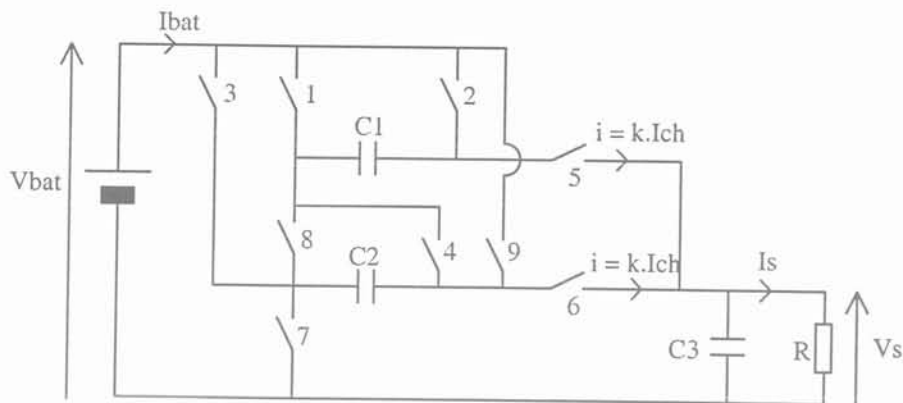 Ibat
3
1
2
C1
i = k.Ich
5
Vbat
8
C2
4
9
i = k.Ich
6
Is
7
C3
R
Vs